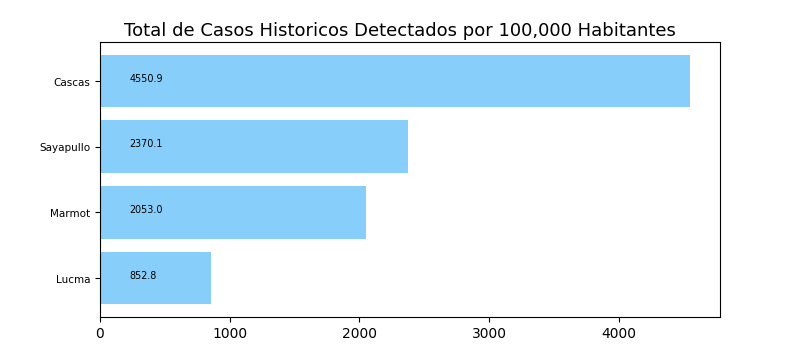 Total de Casos Historicos Detectados por 100,000 Habitantes
Cascas 4550.9
Sayapullo 2370.1
Marmot 2053.0
Lucma 852.8
0 1000 2000 3000 4000